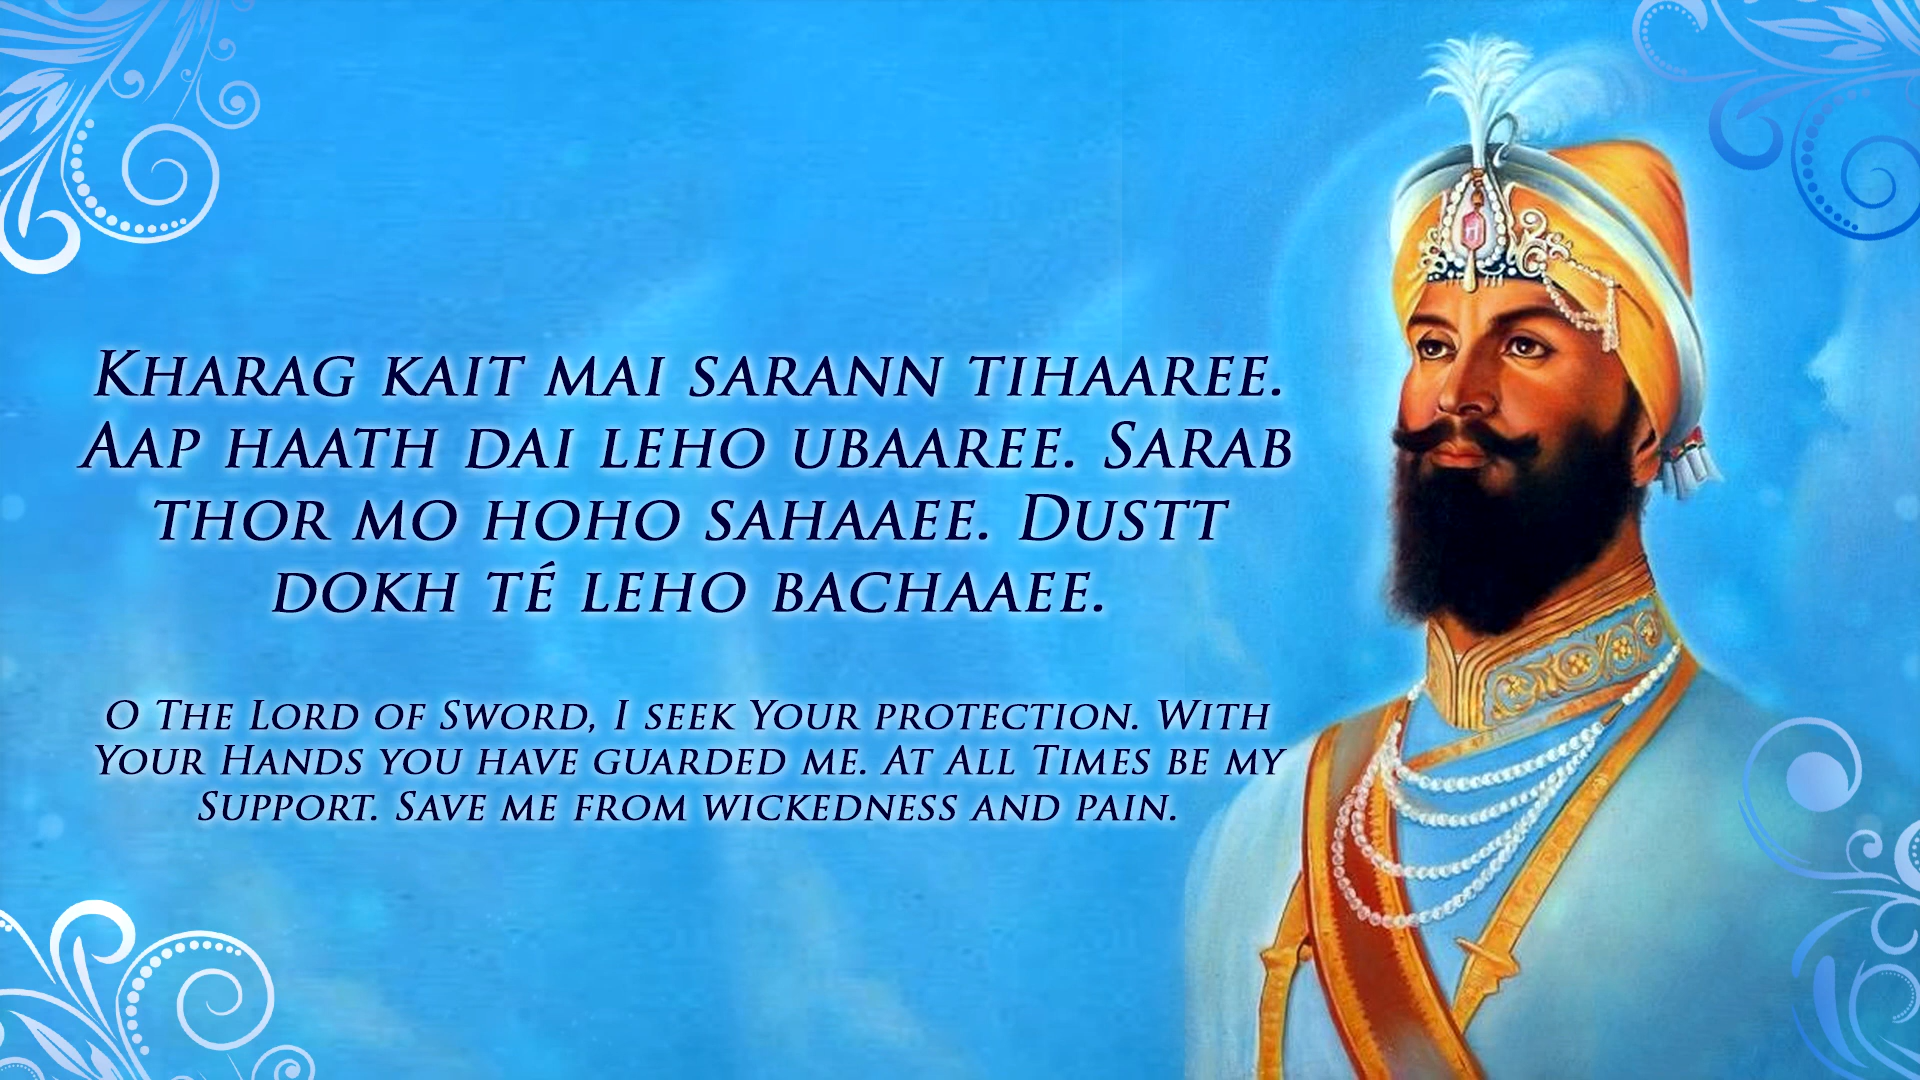 Kharag kait mai sarann tihaaree.
Aap haath dai leho ubaaree. Sarab
thor mo hoho sahaaee. Dustt
dokh té leho bachaaee.
O The Lord of Sword, I seek Your protection. With
Your Hands you have guarded me. At All Times be my
Support. Save me from wickedness and pain.